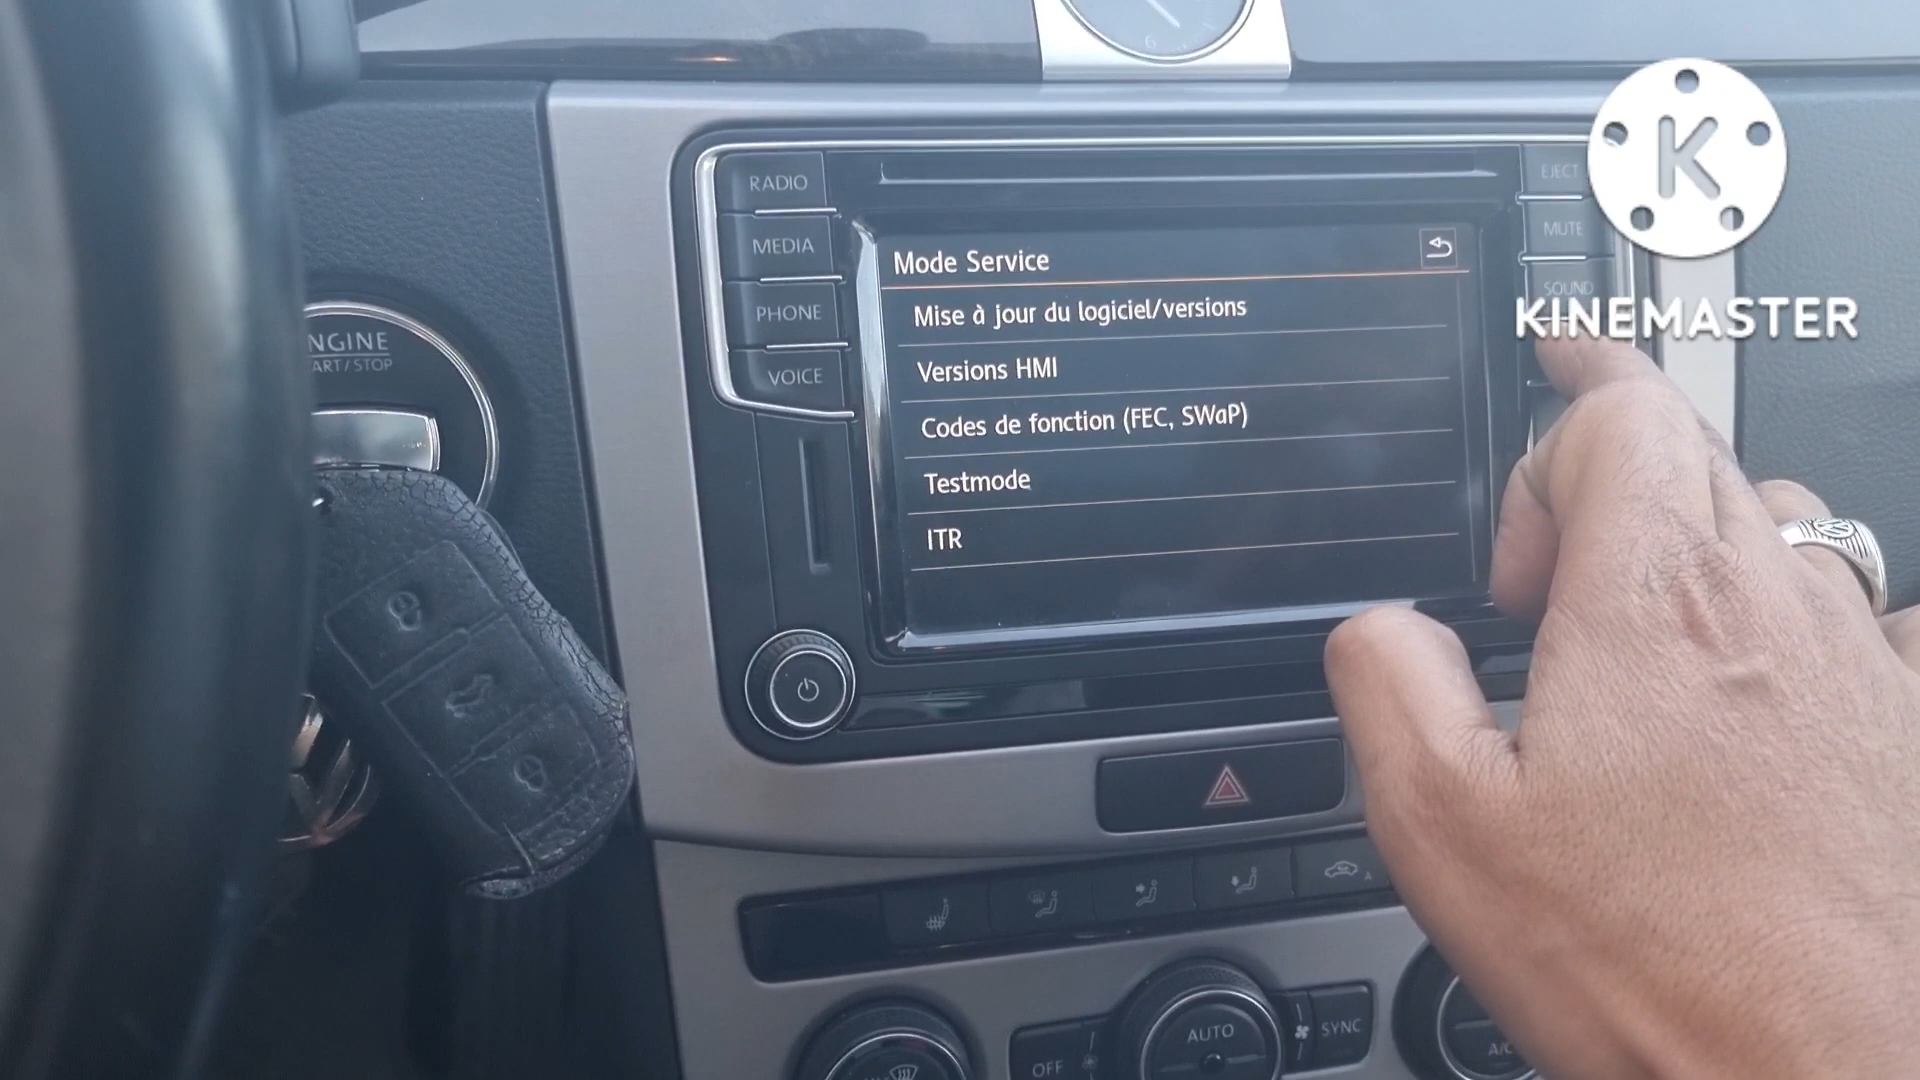 6
RADIO
MEDIA
PHONE
VOICE
EJECT
MUTE
SOUND
Mode Service
Mise à jour du logiciel/versions
Versions HMI
Codes de fonction (FEC, SWaP)
Testmode
ITR
K
KINEMASTER
ENGINE
START/STOP
A
OFF
AUTO
SYNC
A/C